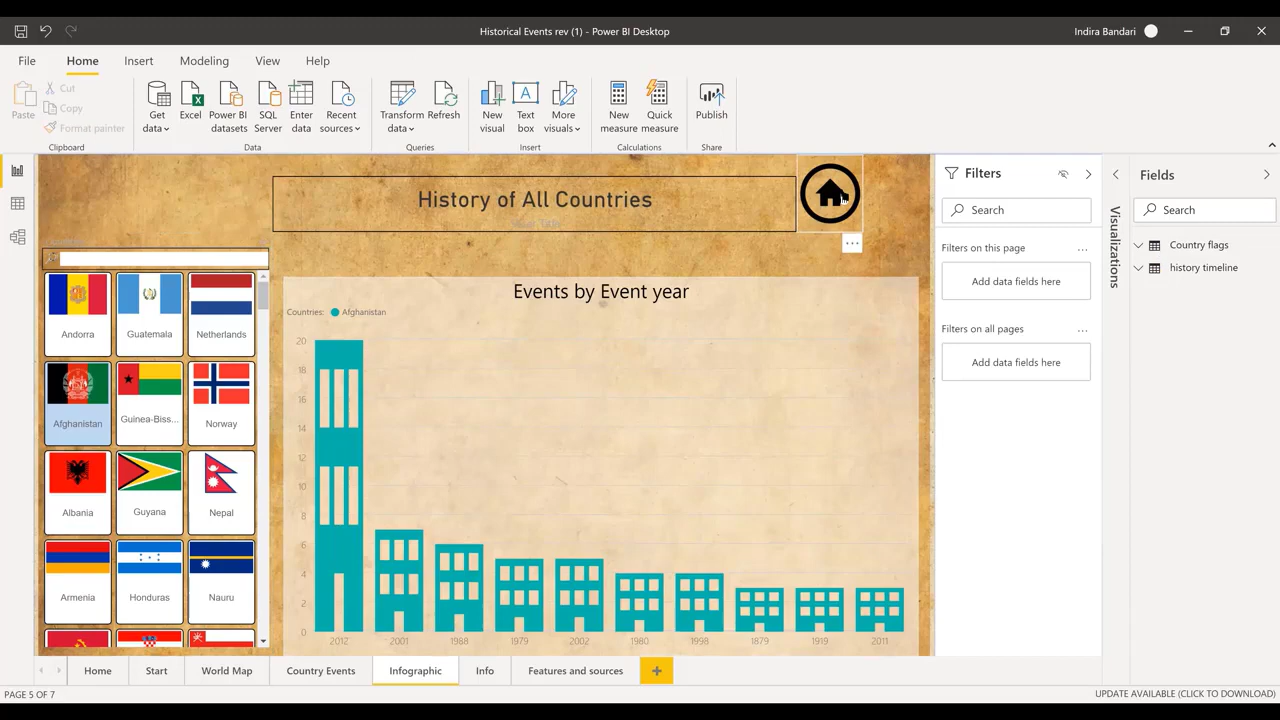 Historical Events rev (1) - Power BI Desktop
Indira Bandari
File
Home
Insert
Modeling
View
Help
Paste
Cut
Copy
Format painter
Clipboard
Get data
Excel
Power BI datasets
SQL Server
Enter data
Recent sources
Data
Transform data
Refresh
Queries
New visual
Text box
More visuals
Insert
New measure
Quick measure
Calculations
Publish
Share
History of All Countries
Andorra
Guatemala
Netherlands
Afghanistan
Guinea-Biss...
Norway
Albania
Guyana
Nepal
Armenia
Honduras
Nauru
Events by Event year
Countries:
Afghanistan
20
18
16
14
12
10
8
6
4
2
0
2012
2001
1988
1979
2002
1980
1998
1879
1919
2011
Filters
Search
Filters on this page
...
Add data fields here
Filters on all pages
...
Add data fields here
Visualizations
Fields
Search
Country flags
history timeline
Home
Start
World Map
Country Events
Infographic
Info
Features and sources
PAGE 5 OF 7
UPDATE AVAILABLE (CLICK TO DOWNLOAD)